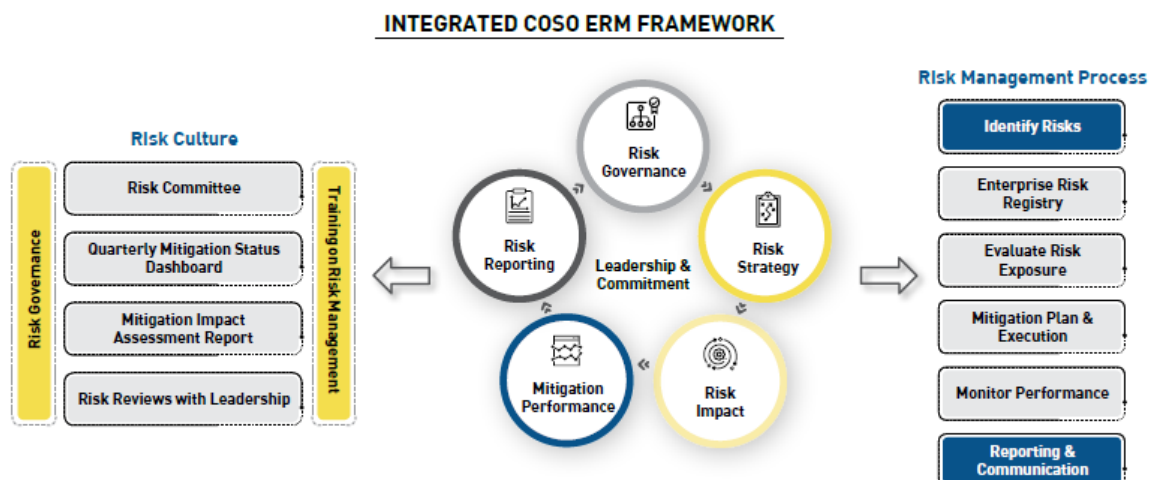 INTEGRATED COSO ERM FRAMEWORK
Risk Culture
Risk Governance
Risk Committee
Quarterly Mitigation Status
Dashboard
Mitigation Impact
Assessment Report
Risk Reviews with Leadership
Training on Risk Management
Risk
Governance
Risk
Strategy
Risk
Impact
Mitigation
Performance
Risk
Reporting
Leadership &
Commitment
Risk Management Process
Identify Risks
Enterprise Risk
Registry
Evaluate Risk
Exposure
Mitigation Plan &
Execution
Monitor Performance
Reporting &
Communication